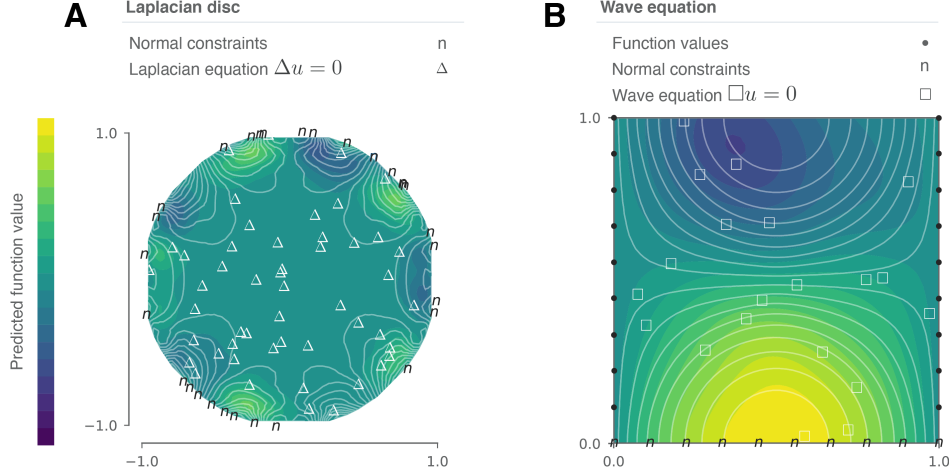 A
Laplacian disc
Normal constraints n
Laplacian equation Δu = 0 Δ
Predicted function value
1.0
−1.0
−1.0 1.0
B
Wave equation
Function values •
Normal constraints n
Wave equation □u = 0 □
1.0
0.0
0.0 1.0